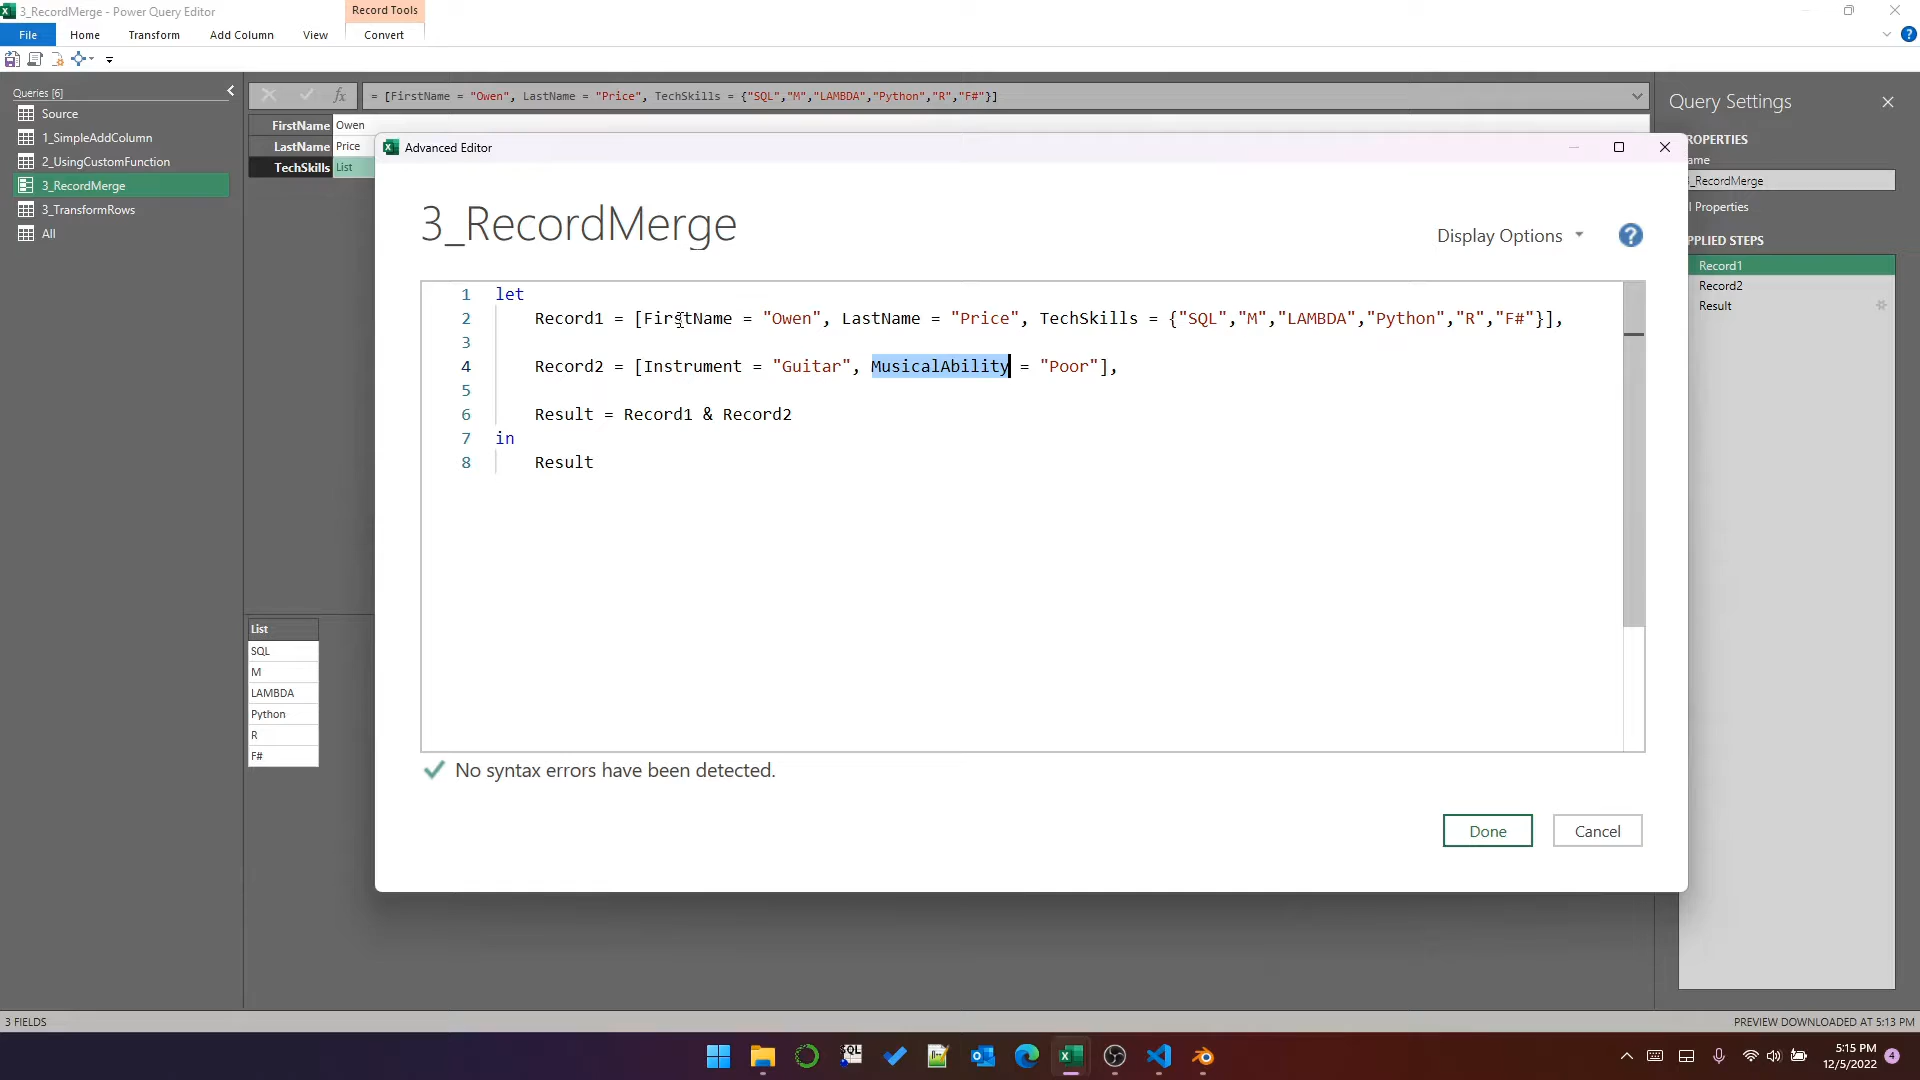 3_RecordMerge - Power Query Editor
Record Tools
File Home Transform Add Column View Convert
Queries [6]
Source
1_SimpleAddColumn
2_UsingCustomFunction
3_RecordMerge
3_TransformRows
All
fx = [FirstName = "Owen", LastName = "Price", TechSkills = {"SQL","M","LAMBDA","Python","R","F#"}]
FirstName Owen
LastName Price
TechSkills List
Advanced Editor
3_RecordMerge
Display Options
?
1 let
2 Record1 = [FirstName = "Owen", LastName = "Price", TechSkills = {"SQL","M","LAMBDA","Python","R","F#"}],
3
4 Record2 = [Instrument = "Guitar", MusicalAbility = "Poor"],
5
6 Result = Record1 & Record2
7 in
8 Result
No syntax errors have been detected.
Done Cancel
List
SQL
M
LAMBDA
Python
R
F#
Query Settings
ROPERTIES
ame
3_RecordMerge
l Properties
PPLIED STEPS
Record1
Record2
Result
3 FIELDS
PREVIEW DOWNLOADED AT 5:13 PM
SQL
5:15 PM
12/5/2022
4